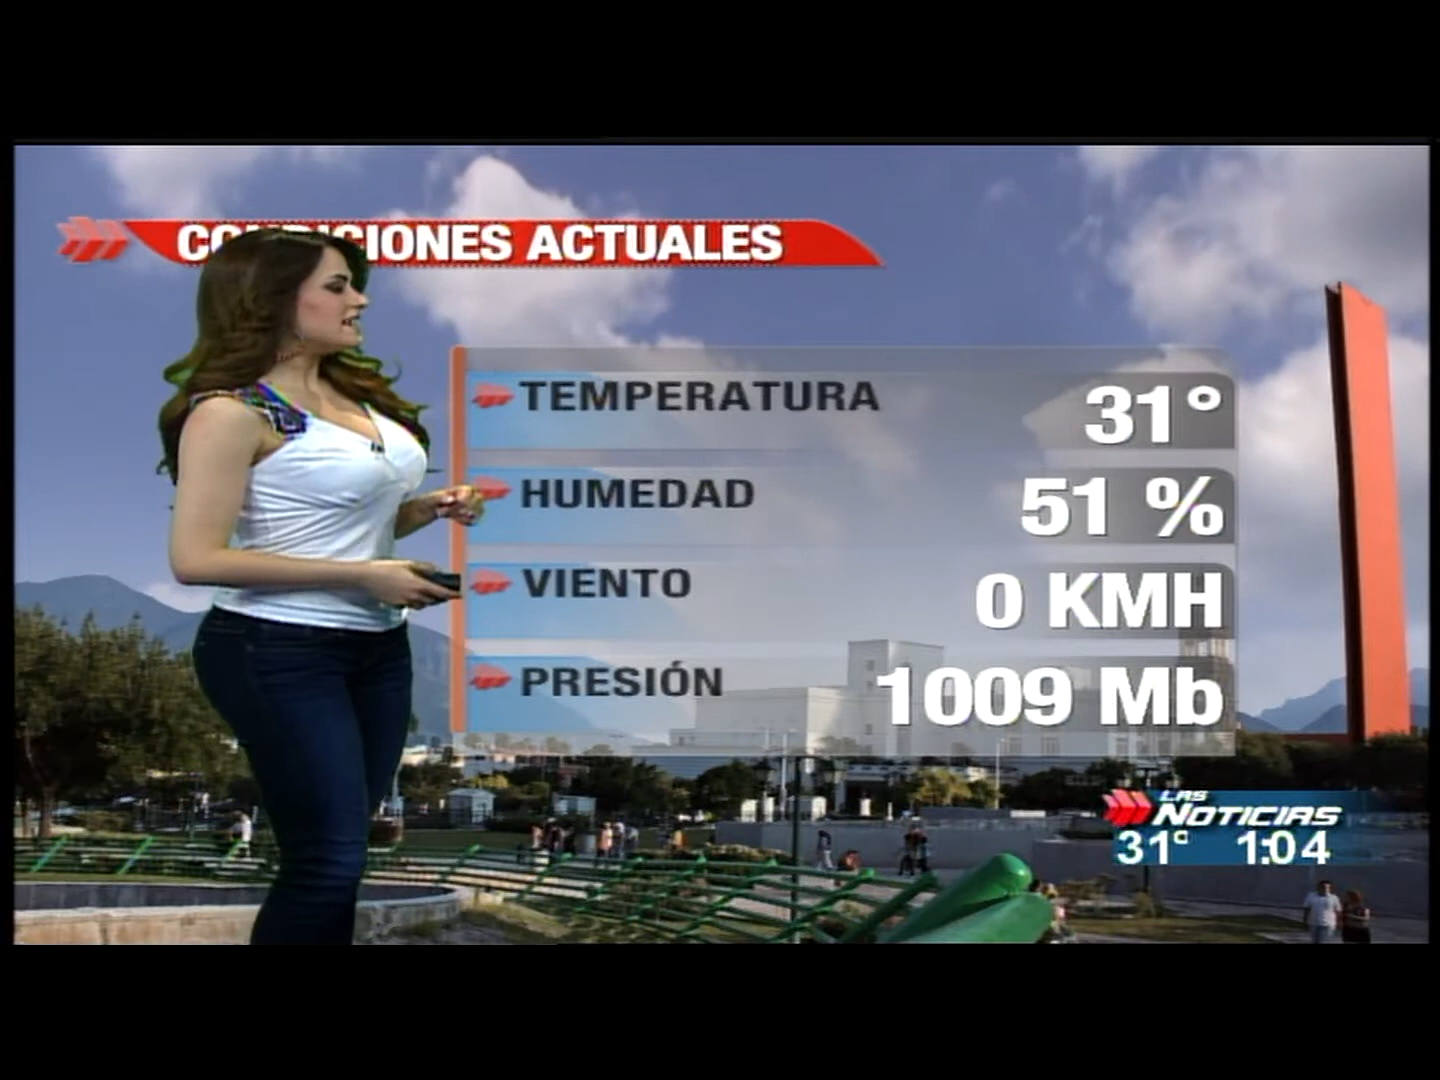 CONDICIONES ACTUALES
TEMPERATURA 31°
HUMEDAD 51 %
VIENTO 0 KMH
PRESIÓN 1009 Mb
LAS
NOTICIAS
31° 1:04